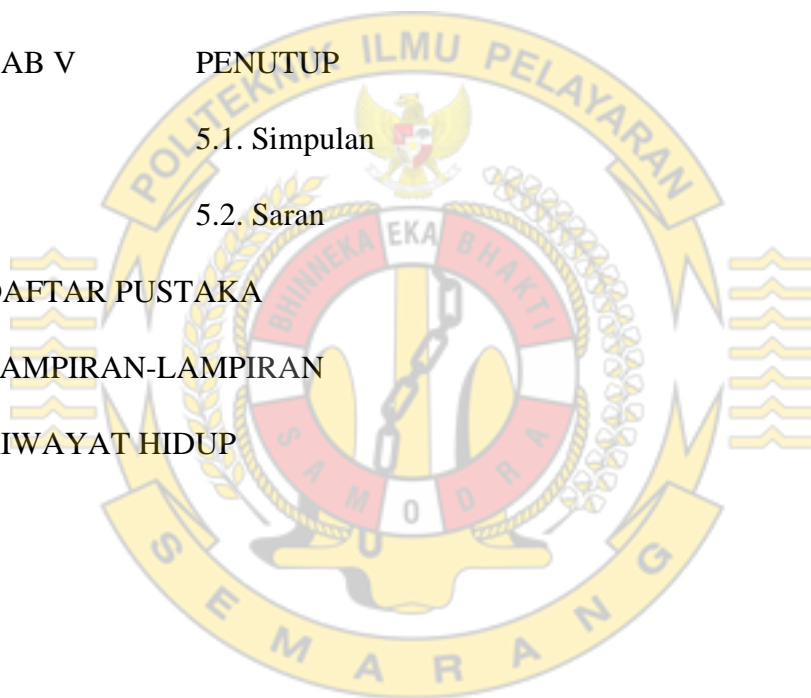 AB V PENUTUP
5.1. Simpulan
5.2. Saran
DAFTAR PUSTAKA
AMPIRAN-LAMPIRAN
IWAYAT HIDUP
POLITEKNIK ILMU PELAYARAN
BHINNEKA EKA BHAKTI
SAMODRA
SEMARANG